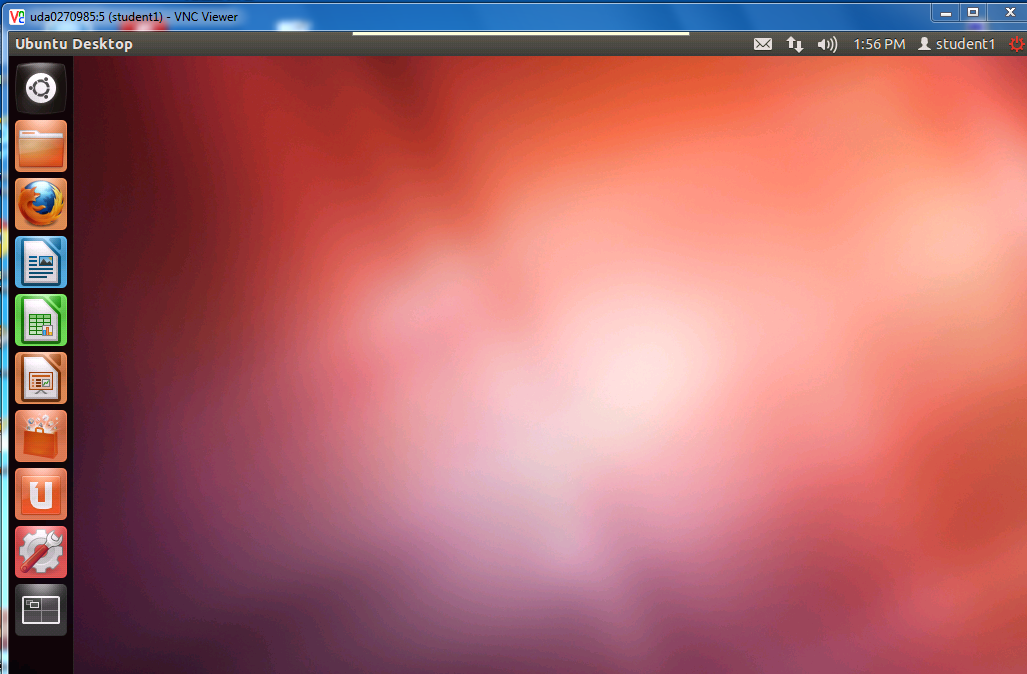 uda0270985:5 (student1) - VNC Viewer
Ubuntu Desktop
1:56 PM
student1